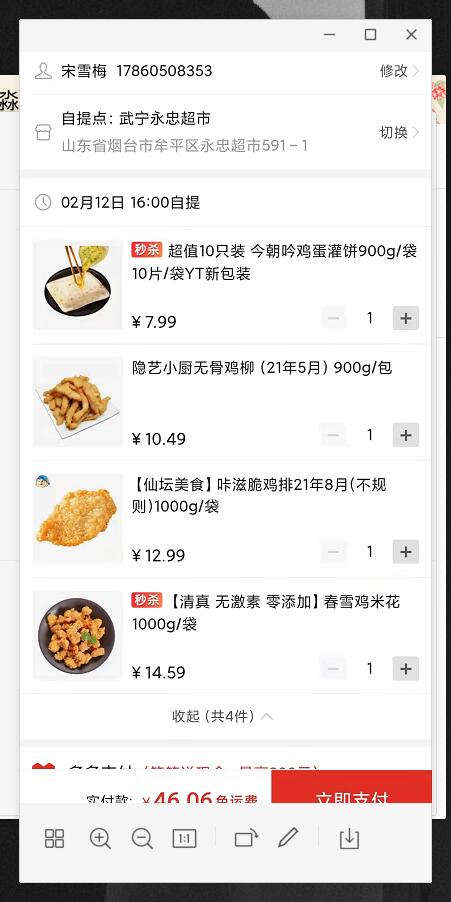 淼
宋雪梅 17860508353
修改
自提点：武宁永忠超市
山东省烟台市牟平区永忠超市591-1
切换
02月12日 16:00自提
秒杀 超值10只装 今朝吟鸡蛋灌饼900g/袋
10片/袋YT新包装
¥7.99
1
隐艺小厨无骨鸡柳（21年5月）900g/包
¥10.49
1
【仙坛美食】咔滋脆鸡排21年8月(不规
则)1000g/袋
¥12.99
1
秒杀 【清真 无激素 零添加】春雪鸡米花
1000g/袋
¥14.59
1
收起（共4件）
多多支付
实付款: ¥46.06免运费
立即支付
1:1